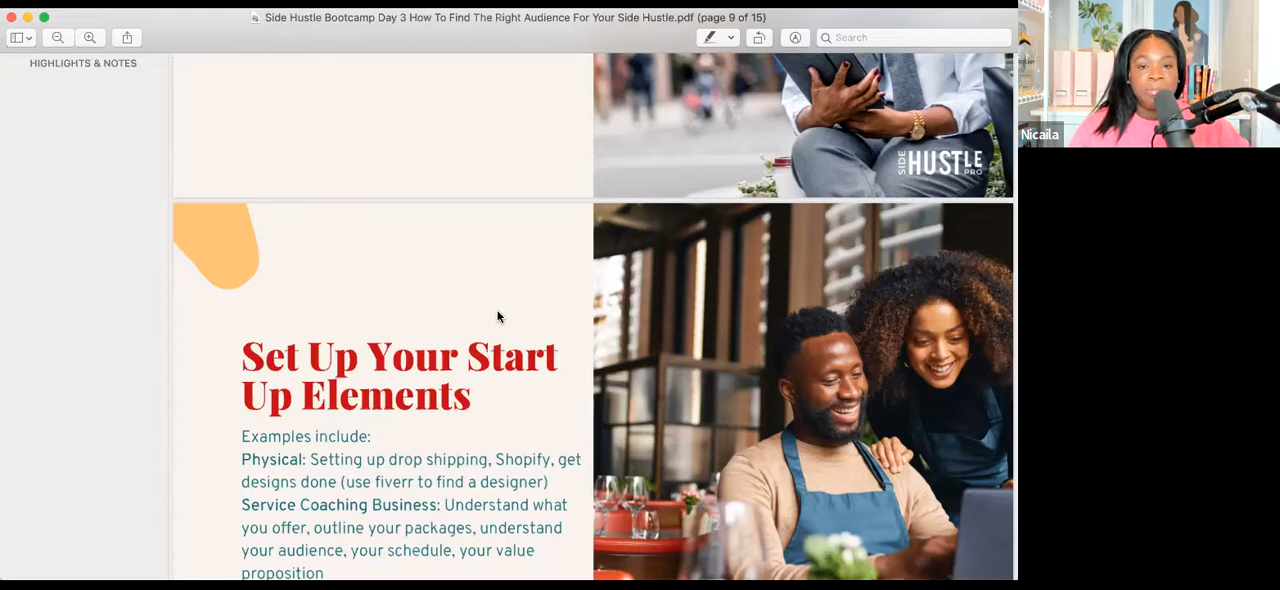 Side Hustle Bootcamp Day 3 How To Find The Right Audience For Your Side Hustle.pdf (page 9 of 15)
Search
HIGHLIGHTS & NOTES
Nicaila
SIDE HUSTLE PRO
Set Up Your Start
Up Elements
Examples include:
Physical: Setting up drop shipping, Shopify, get
designs done (use fiverr to find a designer)
Service Coaching Business: Understand what
you offer, outline your packages, understand
your audience, your schedule, your value
proposition